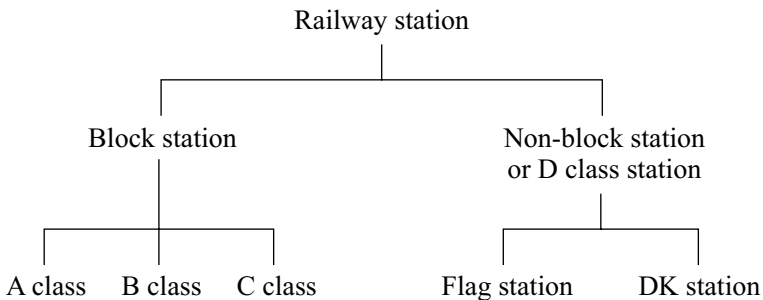 Railway station
Block station
Non-block station
or D class station
A class
B class
C class
Flag station
DK station